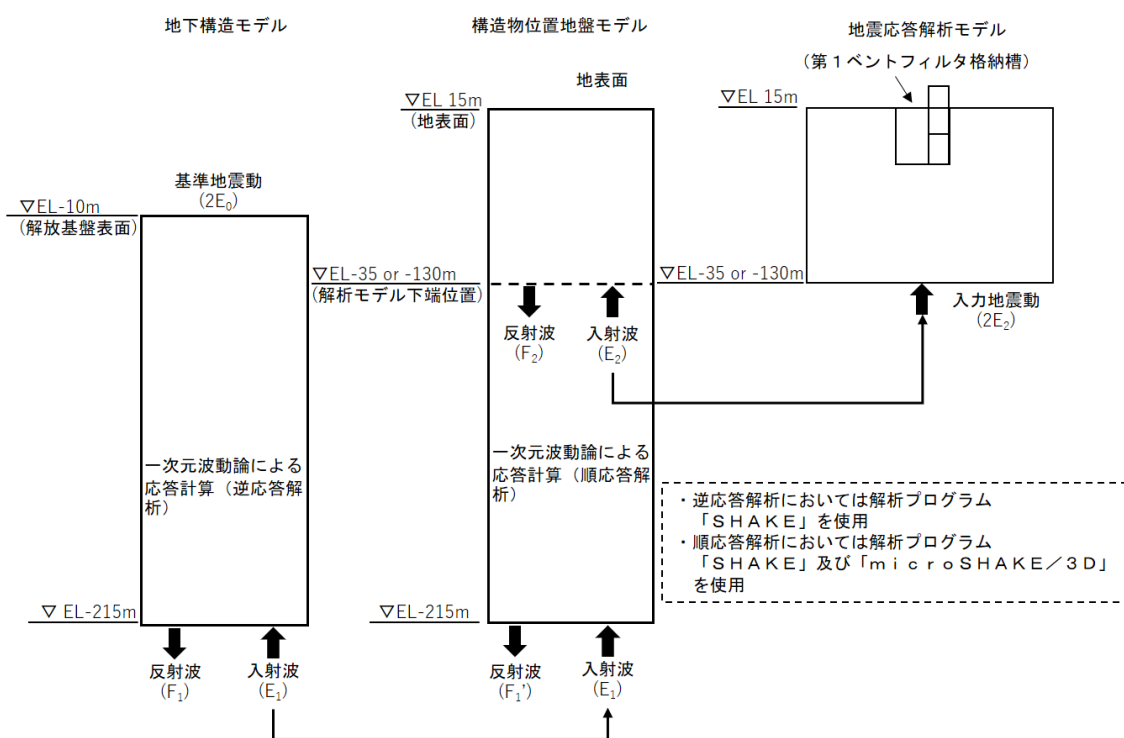 地下構造モデル
構造物位置地盤モデル
地震応答解析モデル
(第1ベントフィルタ格納槽)
地表面
▽EL 15m
(地表面)
▽EL 15m
基準地震動
(2E₀)
▽EL-10m
(解放基盤表面)
▽EL-35 or -130m
(解析モデル下端位置)
▽EL-35 or -130m
反射波
(F₂)
入射波
(E₂)
入力地震動
(2E₂)
一次元波動論による
応答計算(逆応答解
析)
一次元波動論による
応答計算(順応答解
析)
・逆応答解析においては解析プログラム
「SHAKE」を使用
・順応答解析においては解析プログラム
「SHAKE」及び「microSHAKE/3D」
を使用
▽ EL-215m
▽EL-215m
反射波
(F₁)
入射波
(E₁)
反射波
(F₁')
入射波
(E₁)